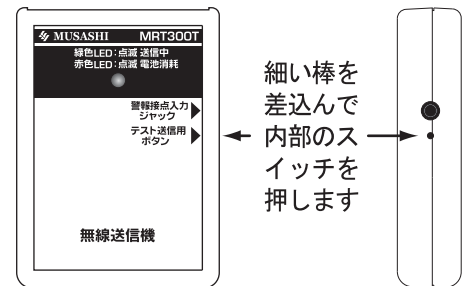 MUSASHI MRT300T
緑色LED:点滅 送信中
赤色LED:点滅 電池消耗
警報接点入力
ジャック
テスト送信用
ボタン
無線送信機
細い棒を
差込んで
内部のス
イッチを
押します